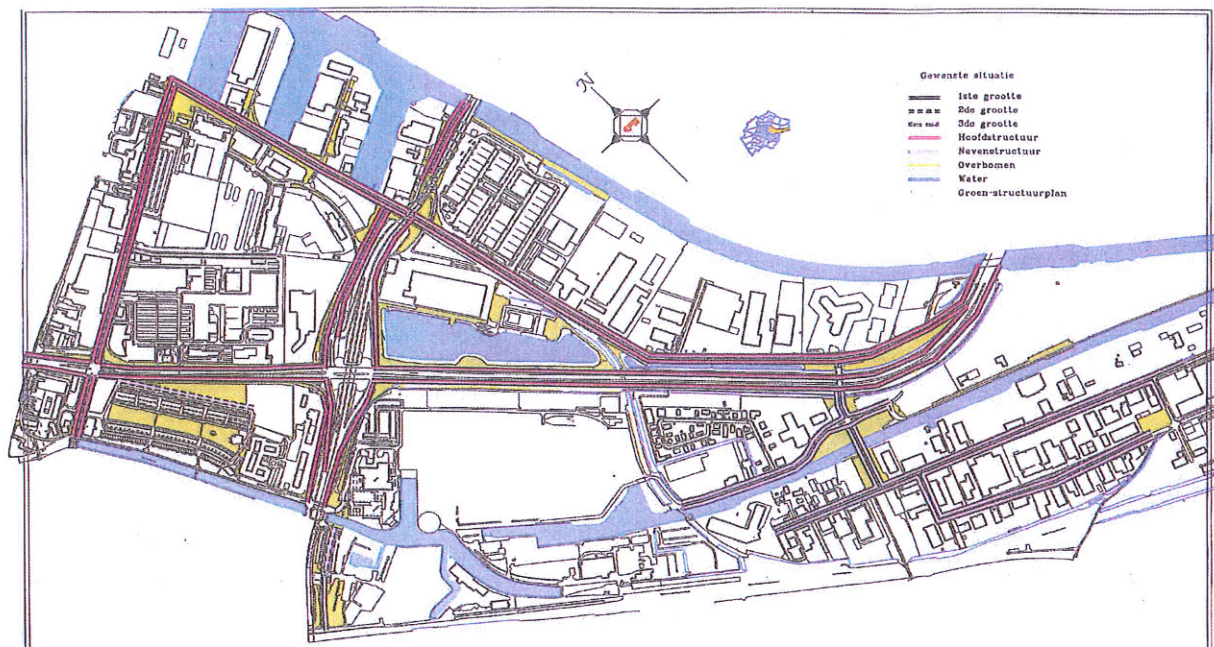 N
Gewenste situatie
1ste grootte
2de grootte
3de grootte
Hoofdstructuur
Nevenstructuur
Overbomen
Water
Groen-structuurplan